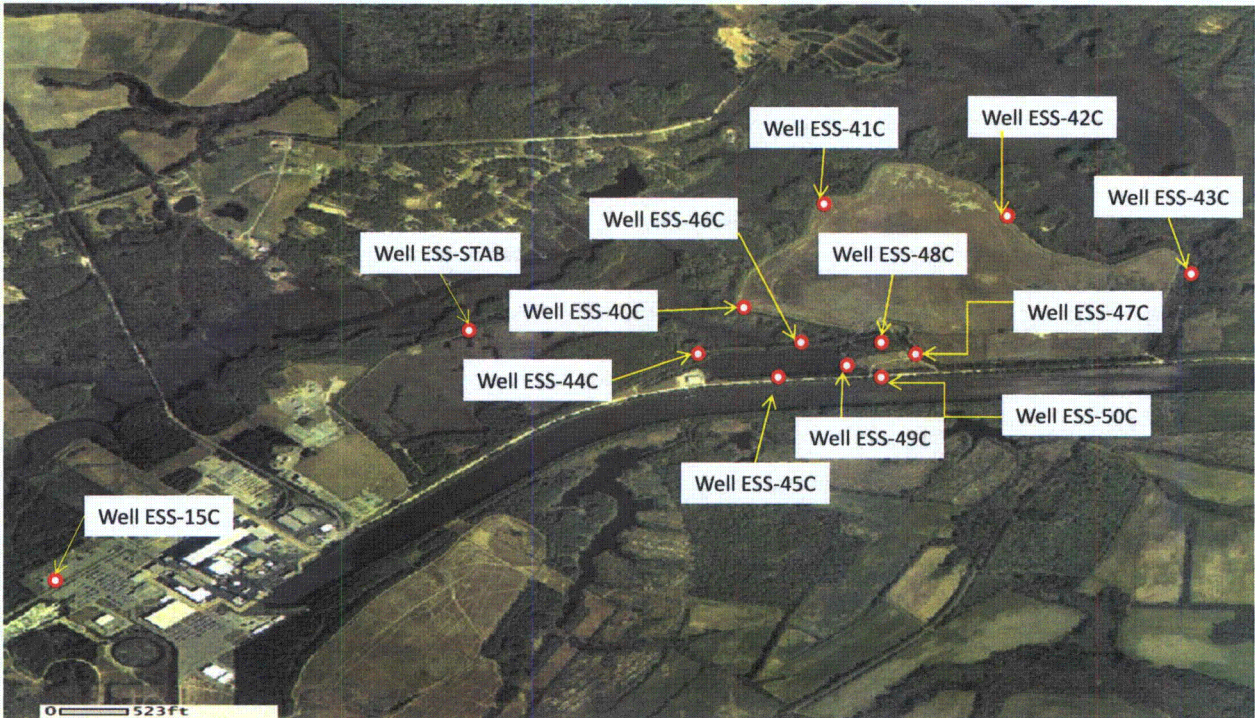 Well ESS-41C
Well ESS-42C
Well ESS-43C
Well ESS-46C
Well ESS-STAB
Well ESS-48C
Well ESS-40C
Well ESS-47C
Well ESS-44C
Well ESS-50C
Well ESS-49C
Well ESS-45C
Well ESS-15C
0 523ft